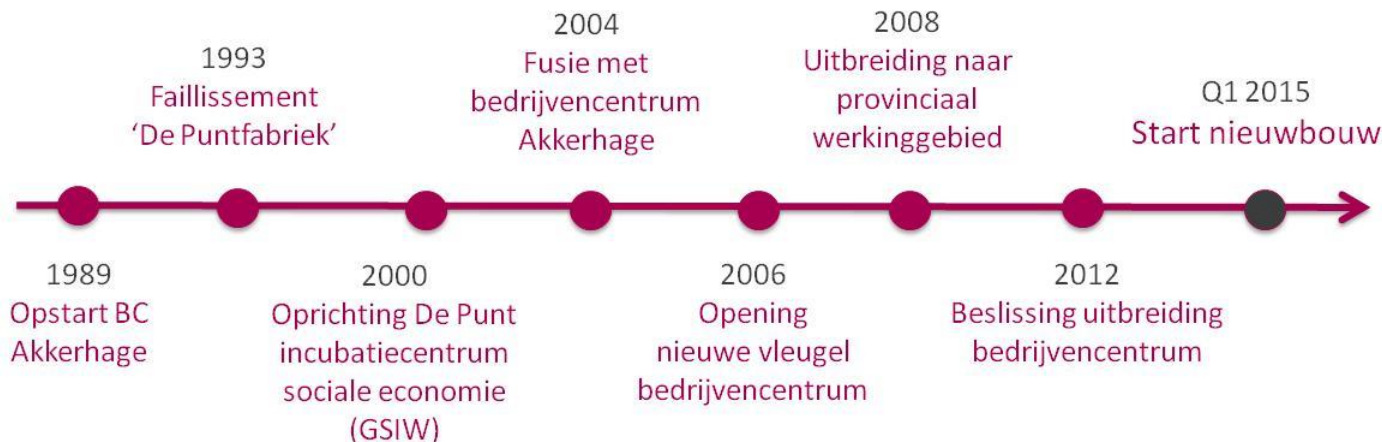 1993
Faillissement
‘De Puntfabriek’
2004
Fusie met
bedrijvencentrum
Akkerhage
2008
Uitbreiding naar
provinciaal
werkinggebied
Q1 2015
Start nieuwbouw
1989
Opstart BC
Akkerhage
2000
Oprichting De Punt
incubatiecentrum
sociale economie
(GSIW)
2006
Opening
nieuwe vleugel
bedrijvencentrum
2012
Beslissing uitbreiding
bedrijvencentrum